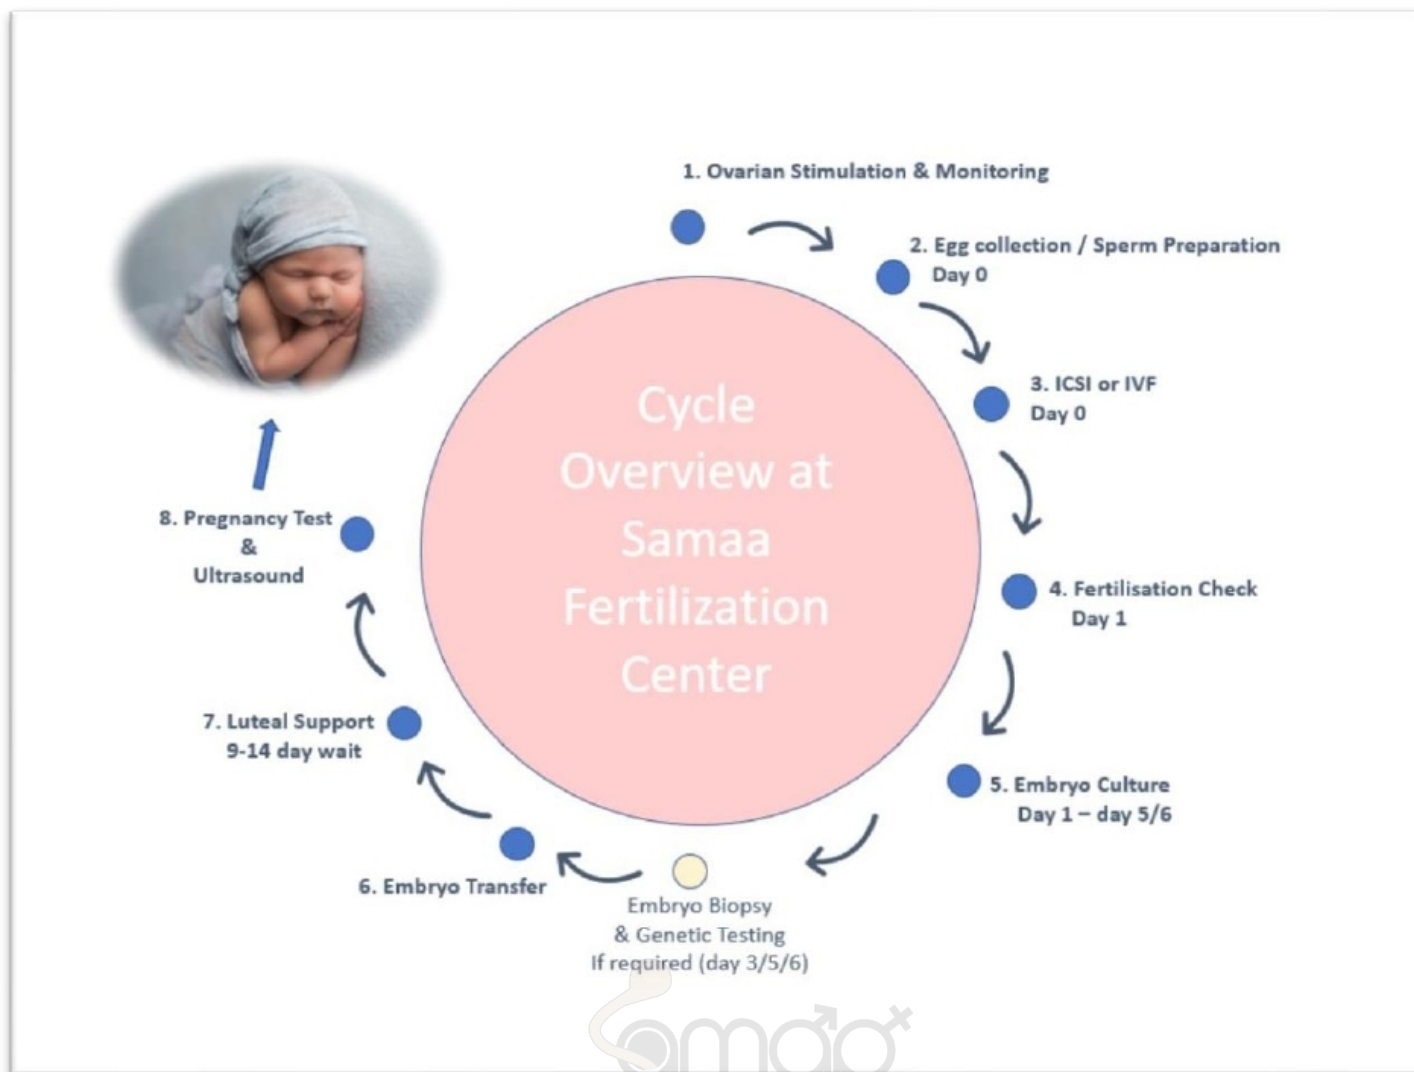 1. Ovarian Stimulation & Monitoring
2. Egg collection / Sperm Preparation
Day 0
3. ICSI or IVF
Day 0
4. Fertilisation Check
Day 1
5. Embryo Culture
Day 1 – day 5/6
Embryo Biopsy
& Genetic Testing
If required (day 3/5/6)
6. Embryo Transfer
7. Luteal Support
9-14 day wait
8. Pregnancy Test
&
Ultrasound
Cycle
Overview at
Samaa
Fertilization
Center